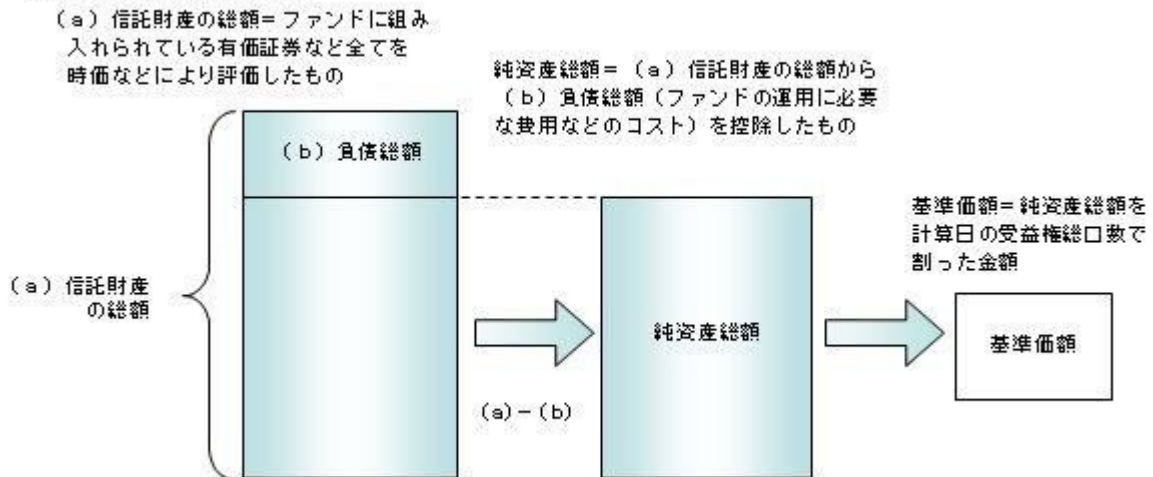 （a）信託財産の総額=ファンドに組み
入れられている有価証券など全てを
時価などにより評価したもの
純資産総額=（a）信託財産の総額から
（b）負債総額（ファンドの運用に必要
な費用などのコスト）を控除したもの
（b）負債総額
基準価額=純資産総額を
計算日の受益権総口数で
割った金額
（a）信託財産
の総額
純資産総額
基準価額
（a）－（b）